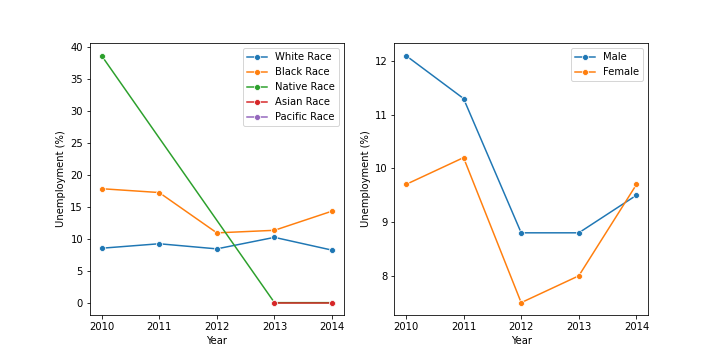 40
35
30
25
20
15
10
5
0
Unemployment (%)
White Race
Black Race
Native Race
Asian Race
Pacific Race
2010 2011 2012 2013 2014
Year
12
11
10
9
8
Unemployment (%)
Male
Female
2010 2011 2012 2013 2014
Year